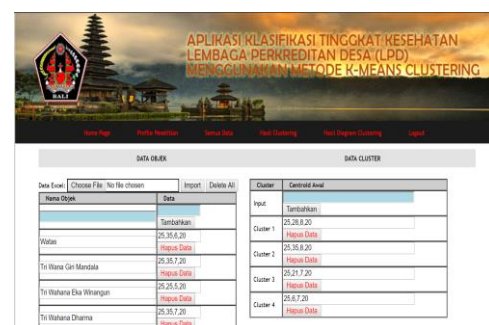 BALI
APLIKASI KLASIFIKASI TINGGKAT KESEHATAN
LEMBAGA PERKREDITAN DESA (LPD)
MENGGUNAKAN METODE K-MEANS CLUSTERING
Home Page Profile Penelitian Semua Data Hasil Clustering Hasil Diagram Clustering Logout
DATA OBJEK
Data Excel: Choose File No file chosen Import Delete All
Nama Objek Data
Tambahkan
Watas 25,35,6,20
Hapus Data
Tri Wana Giri Mandala 25,35,7,20
Hapus Data
Tri Wahana Eka Winangun 25,25,5,20
Hapus Data
Tri Wahana Dharma 25,35,7,20
Hapus Data
DATA CLUSTER
Cluster Centroid Awal
Input
Tambahkan
Cluster 1 25,28,8,20
Hapus Data
Cluster 2 25,35,8,20
Hapus Data
Cluster 3 25,21,7,20
Hapus Data
Cluster 4 25,6,7,20
Hapus Data